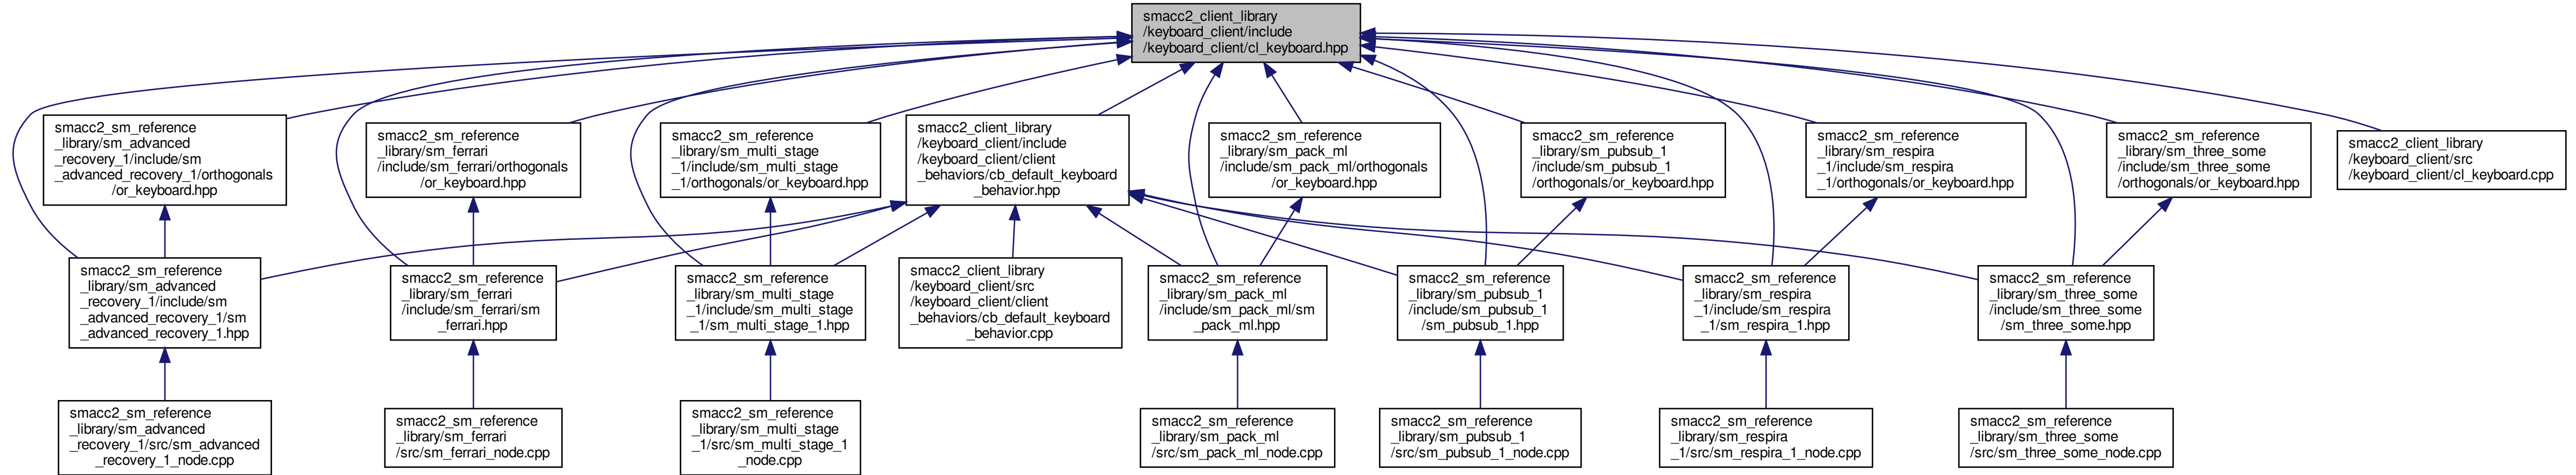 smacc2_client_library
/keyboard_client/include
/keyboard_client/cl_keyboard.hpp
smacc2_sm_reference
_library/sm_advanced
_recovery_1/include/sm
_advanced_recovery_1/orthogonals
/or_keyboard.hpp
smacc2_sm_reference
_library/sm_ferrari
/include/sm_ferrari/orthogonals
/or_keyboard.hpp
smacc2_sm_reference
_library/sm_multi_stage
_1/include/sm_multi_stage
_1/orthogonals/or_keyboard.hpp
smacc2_client_library
/keyboard_client/include
/keyboard_client/client
_behaviors/cb_default_keyboard
_behavior.hpp
smacc2_sm_reference
_library/sm_pack_ml
/include/sm_pack_ml/orthogonals
/or_keyboard.hpp
smacc2_sm_reference
_library/sm_pubsub_1
/include/sm_pubsub_1
/orthogonals/or_keyboard.hpp
smacc2_sm_reference
_library/sm_respira
_1/include/sm_respira
_1/orthogonals/or_keyboard.hpp
smacc2_sm_reference
_library/sm_three_some
/include/sm_three_some
/orthogonals/or_keyboard.hpp
smacc2_client_library
/keyboard_client/src
/keyboard_client/cl_keyboard.cpp
smacc2_sm_reference
_library/sm_advanced
_recovery_1/include/sm
_advanced_recovery_1/sm
_advanced_recovery_1.hpp
smacc2_sm_reference
_library/sm_ferrari
/include/sm_ferrari/sm
_ferrari.hpp
smacc2_sm_reference
_library/sm_multi_stage
_1/include/sm_multi_stage
_1/sm_multi_stage_1.hpp
smacc2_client_library
/keyboard_client/src
/keyboard_client/client
_behaviors/cb_default_keyboard
_behavior.cpp
smacc2_sm_reference
_library/sm_pack_ml
/include/sm_pack_ml/sm
_pack_ml.hpp
smacc2_sm_reference
_library/sm_pubsub_1
/include/sm_pubsub_1
/sm_pubsub_1.hpp
smacc2_sm_reference
_library/sm_respira
_1/include/sm_respira
_1/sm_respira_1.hpp
smacc2_sm_reference
_library/sm_three_some
/include/sm_three_some
/sm_three_some.hpp
smacc2_sm_reference
_library/sm_advanced
_recovery_1/src/sm_advanced
_recovery_1_node.cpp
smacc2_sm_reference
_library/sm_ferrari
/src/sm_ferrari_node.cpp
smacc2_sm_reference
_library/sm_multi_stage
_1/src/sm_multi_stage_1
_node.cpp
smacc2_sm_reference
_library/sm_pack_ml
/src/sm_pack_ml_node.cpp
smacc2_sm_reference
_library/sm_pubsub_1
/src/sm_pubsub_1_node.cpp
smacc2_sm_reference
_library/sm_respira
_1/src/sm_respira_1_node.cpp
smacc2_sm_reference
_library/sm_three_some
/src/sm_three_some_node.cpp